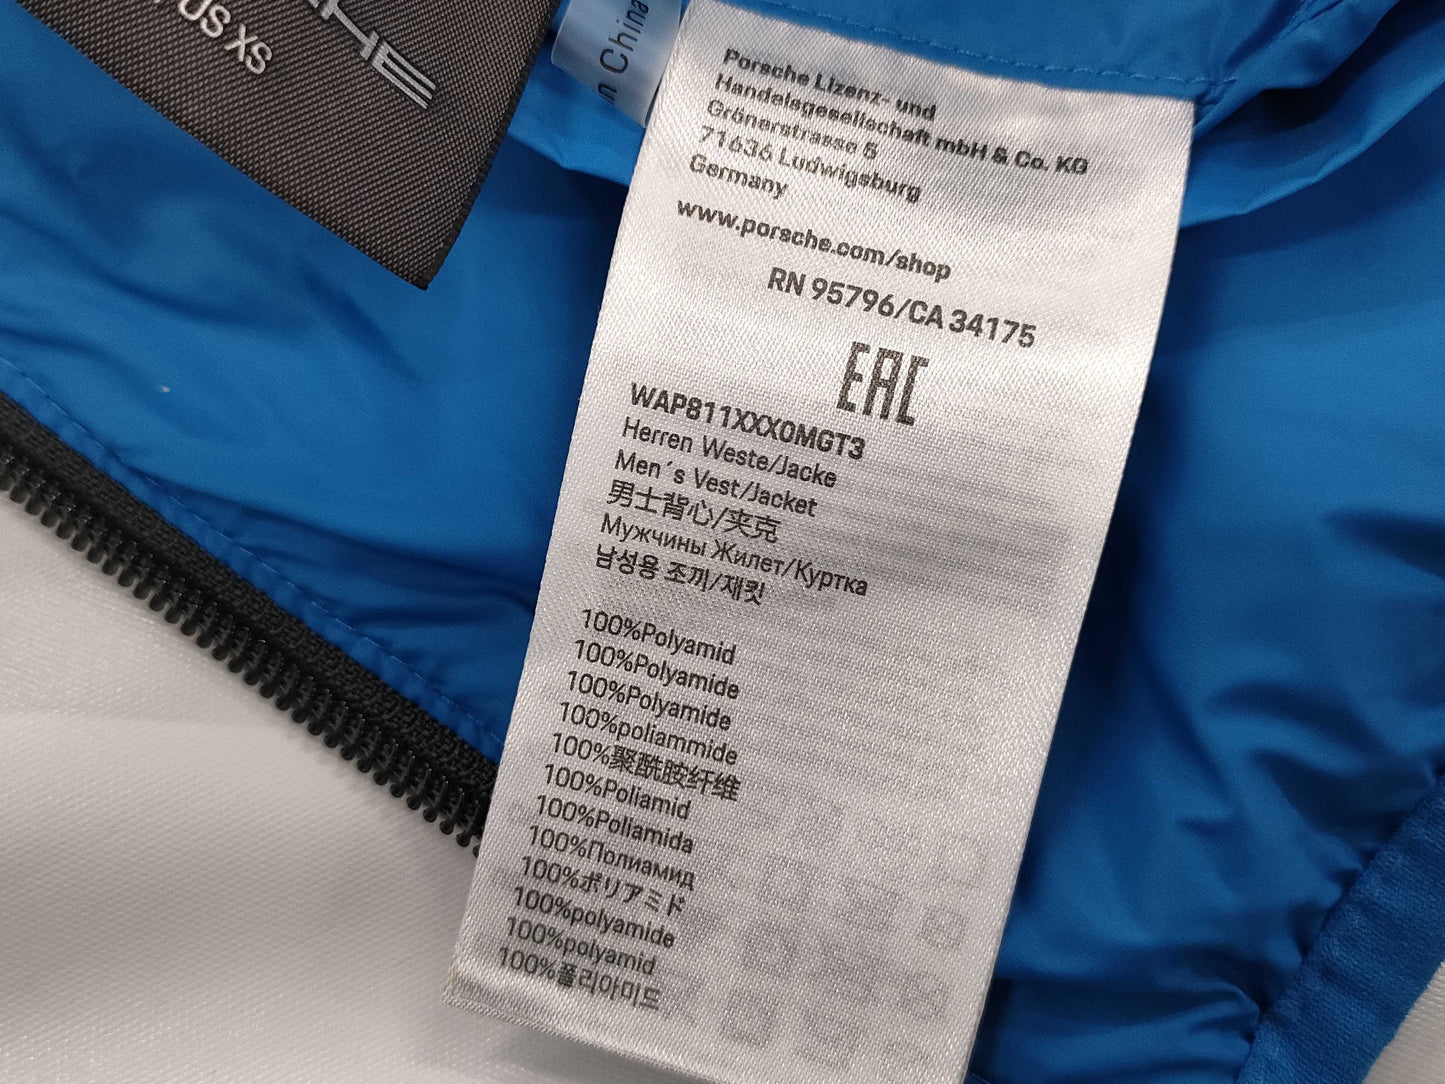 US XS
n China
Porsche Lizenz- und
Handelsgesellschaft mbH & Co. KG
Grönerstrasse 5
71636 Ludwigsburg
Germany
www.porsche.com/shop
RN 95796/CA 34175
EAC
WAP811XXX0MGT3
Herren Weste/Jacke
Men´s Vest/Jacket
男士背心/夹克
Мужчины Жилет/Куртка
남성용 조끼/재킷
100%Polyamid
100%Polyamide
100%Polyamide
100%poliammide
100%聚酰胺纤维
100%Poliamid
100%Poliamida
100%Полиамид
100%ポリアミド
100%polyamide
100%polyamid
100%폴리아미드